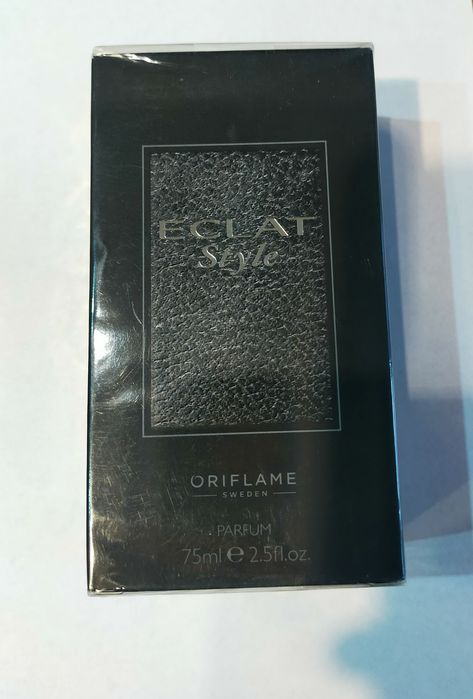 ECLAT
Style
ORIFLAME
SWEDEN
PARFUM
75ml e 2.5fl.oz.